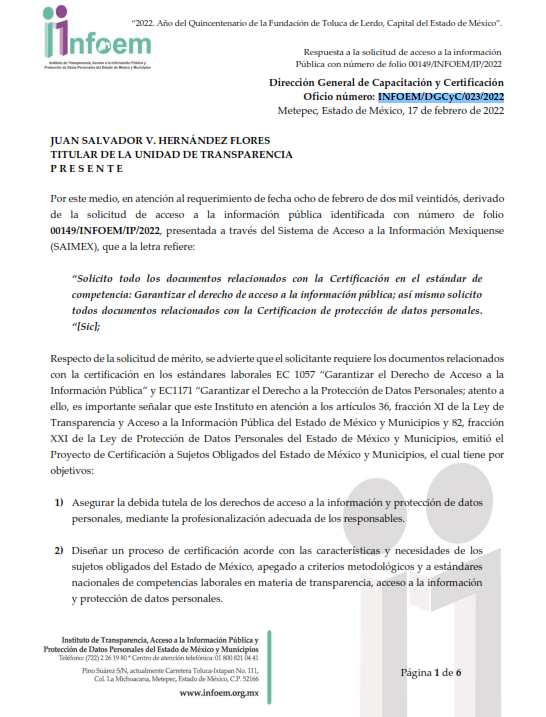 infoem
Instituto de Transparencia, Acceso a la Información Pública y
Protección de Datos Personales del Estado de México y Municipios
"2022. Año del Quincentenario de la Fundación de Toluca de Lerdo, Capital del Estado de México".
Respuesta a la solicitud de acceso a la información
Pública con número de folio 00149/INFOEM/IP/2022
Dirección General de Capacitación y Certificación
Oficio número: INFOEM/DGCyC/023/2022
Metepec, Estado de México, 17 de febrero de 2022
JUAN SALVADOR V. HERNÁNDEZ FLORES
TITULAR DE LA UNIDAD DE TRANSPARENCIA
P R E S E N T E
Por este medio, en atención al requerimiento de fecha ocho de febrero de dos mil veintidós, derivado
de la solicitud de acceso a la información pública identificada con número de folio
00149/INFOEM/IP/2022, presentada a través del Sistema de Acceso a la Información Mexiquense
(SAIMEX), que a la letra refiere:
"Solicito todo los documentos relacionados con la Certificación en el estándar de
competencia: Garantizar el derecho de acceso a la información pública; así mismo solicito
todos documentos relacionados con la Certificacion de protección de datos personales.
"[Sic];
Respecto de la solicitud de mérito, se advierte que el solicitante requiere los documentos relacionados
con la certificación en los estándares laborales EC 1057 "Garantizar el Derecho de Acceso a la
Información Pública" y EC1171 "Garantizar el Derecho a la Protección de Datos Personales; atento a
ello, es importante señalar que este Instituto en atención a los artículos 36, fracción XI de la Ley de
Transparencia y Acceso a la Información Pública del Estado de México y Municipios y 82, fracción
XXI de la Ley de Protección de Datos Personales del Estado de México y Municipios, emitió el
Proyecto de Certificación a Sujetos Obligados del Estado de México y Municipios, el cual tiene por
objetivos:
1) Asegurar la debida tutela de los derechos de acceso a la información y protección de datos
personales, mediante la profesionalización adecuada de los responsables.
2) Diseñar un proceso de certificación acorde con las características y necesidades de los
sujetos obligados del Estado de México, apegado a criterios metodológicos y a estándares
nacionales de competencias laborales en materia de transparencia, acceso a la información
y protección de datos personales.
Instituto de Transparencia, Acceso a la Información Pública y
Protección de Datos Personales del Estado de México y Municipios
Teléfono: (722) 2 26 19 80 * Centro de atención telefónica: 01 800 821 04 41
Pino Suárez S/N, actualmente Carretera Toluca-Ixtapan No. 111,
Col. La Michoacana, Metepec, Estado de México, C.P. 52166
www.infoem.org.mx
Página 1 de 6